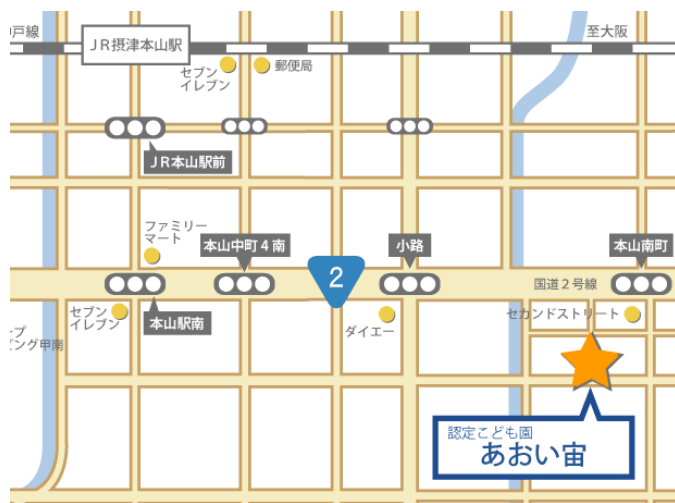 戸線
JR摂津本山駅
至大阪
セブン
イレブン
郵便局
JR本山駅前
ファミリー
マート
本山中町4南
小路
本山南町
2
国道2号線
セブン
イレブン
本山駅南
ダイエー
セカンドストリート
ープ
ピング甲南
認定こども園
あおい宙